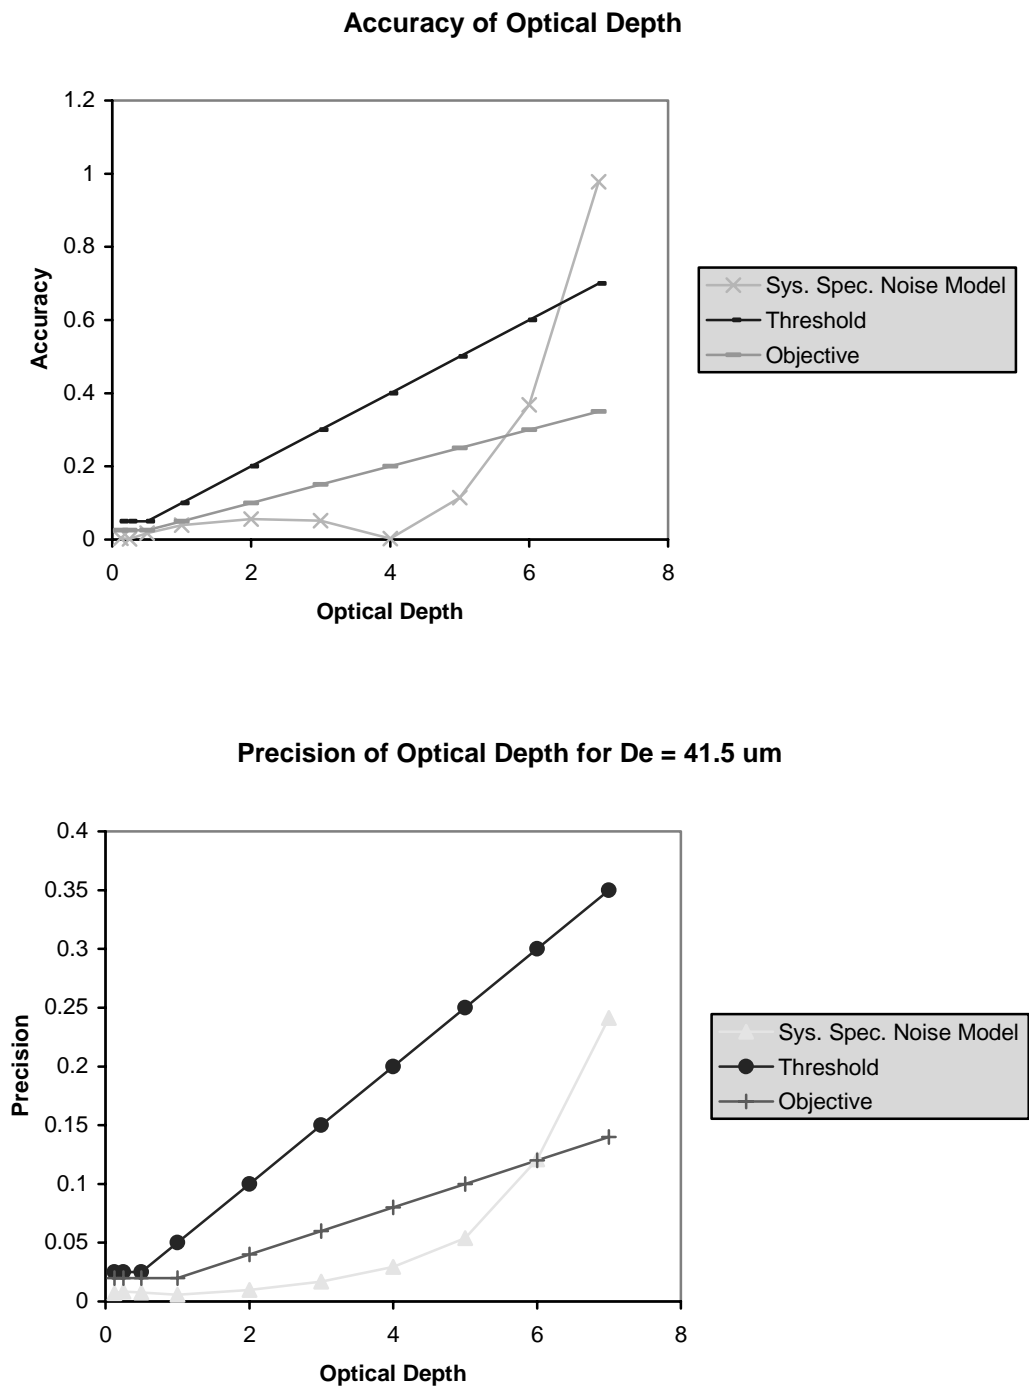 Accuracy of Optical Depth
1.2
1
0.8
0.6
0.4
0.2
0
Accuracy
0 2 4 6 8
Optical Depth
Sys. Spec. Noise Model
Threshold
Objective
Precision of Optical Depth for De = 41.5 um
0.4
0.35
0.3
0.25
0.2
0.15
0.1
0.05
0
Precision
0 2 4 6 8
Optical Depth
Sys. Spec. Noise Model
Threshold
Objective